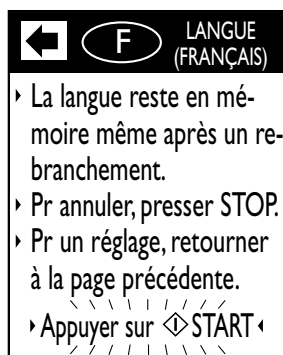 F LANGUE
(FRANÇAIS)
La langue reste en mé-
moire même après un re-
branchement.
Pr annuler, presser STOP.
Pr un réglage, retourner
à la page précédente.
Appuyer sur START